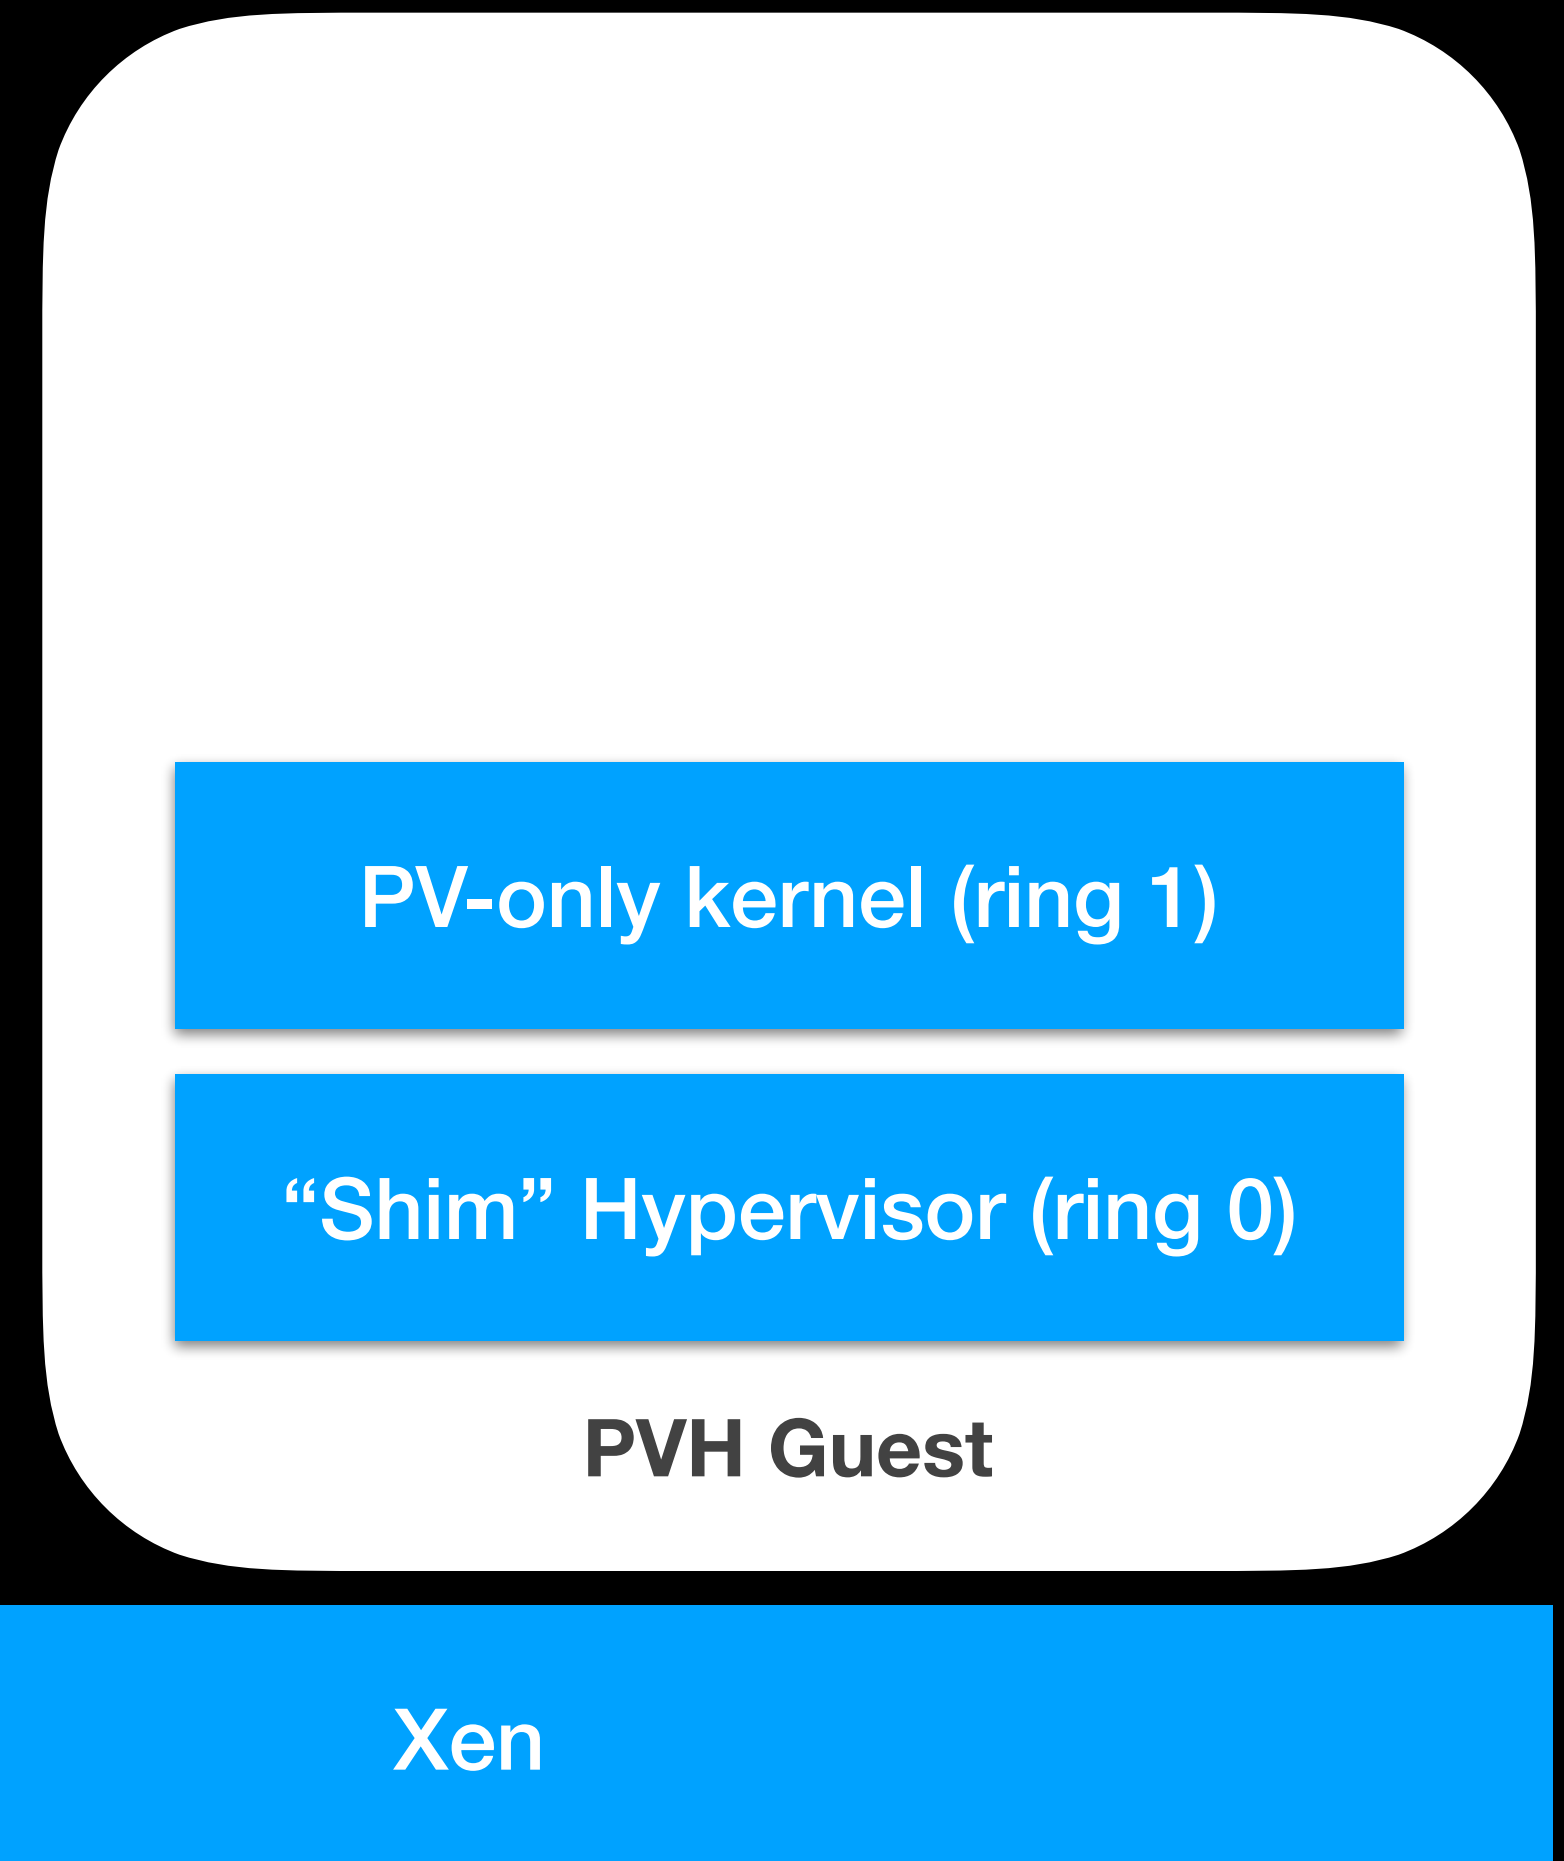 PV-only kernel (ring 1)
“Shim” Hypervisor (ring 0)
PVH Guest
Xen